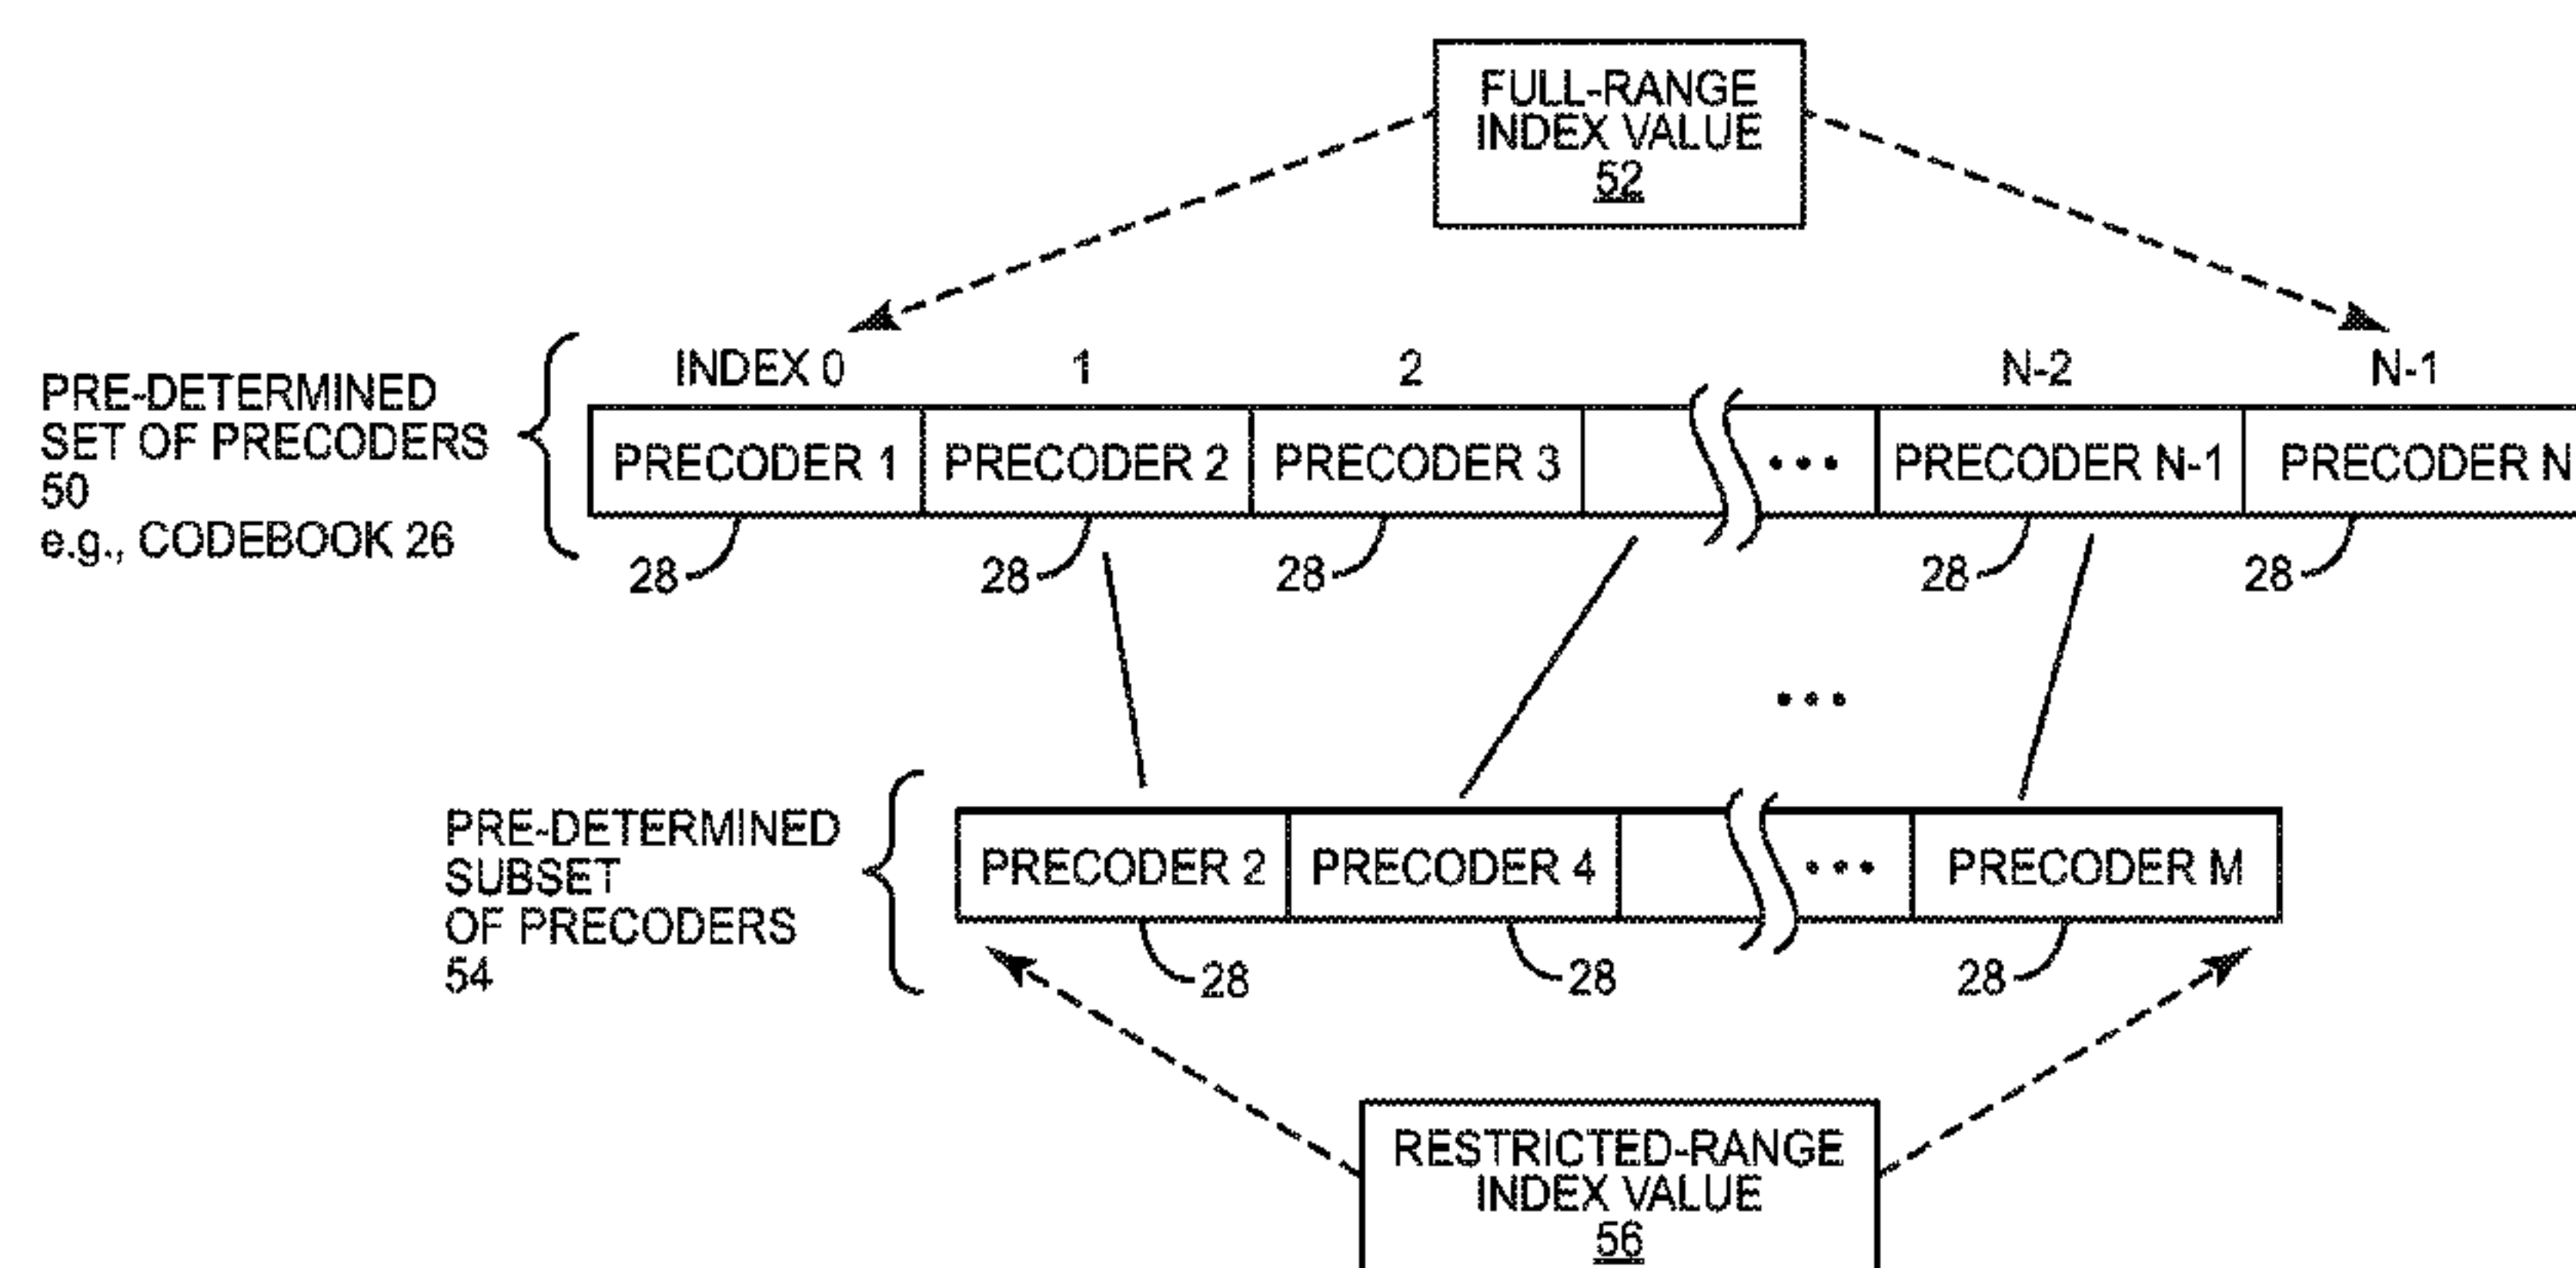 FULL-RANGE
INDEX VALUE
52
PRE-DETERMINED
SET OF PRECODERS
50
e.g., CODEBOOK 26
INDEX 0 1 2 N-2 N-1
PRECODER 1 PRECODER 2 PRECODER 3 ••• PRECODER N-1 PRECODER N
28 28 28 28 28
•••
PRE-DETERMINED
SUBSET
OF PRECODERS
54
PRECODER 2 PRECODER 4 ••• PRECODER M
28 28 28
RESTRICTED-RANGE
INDEX VALUE
56